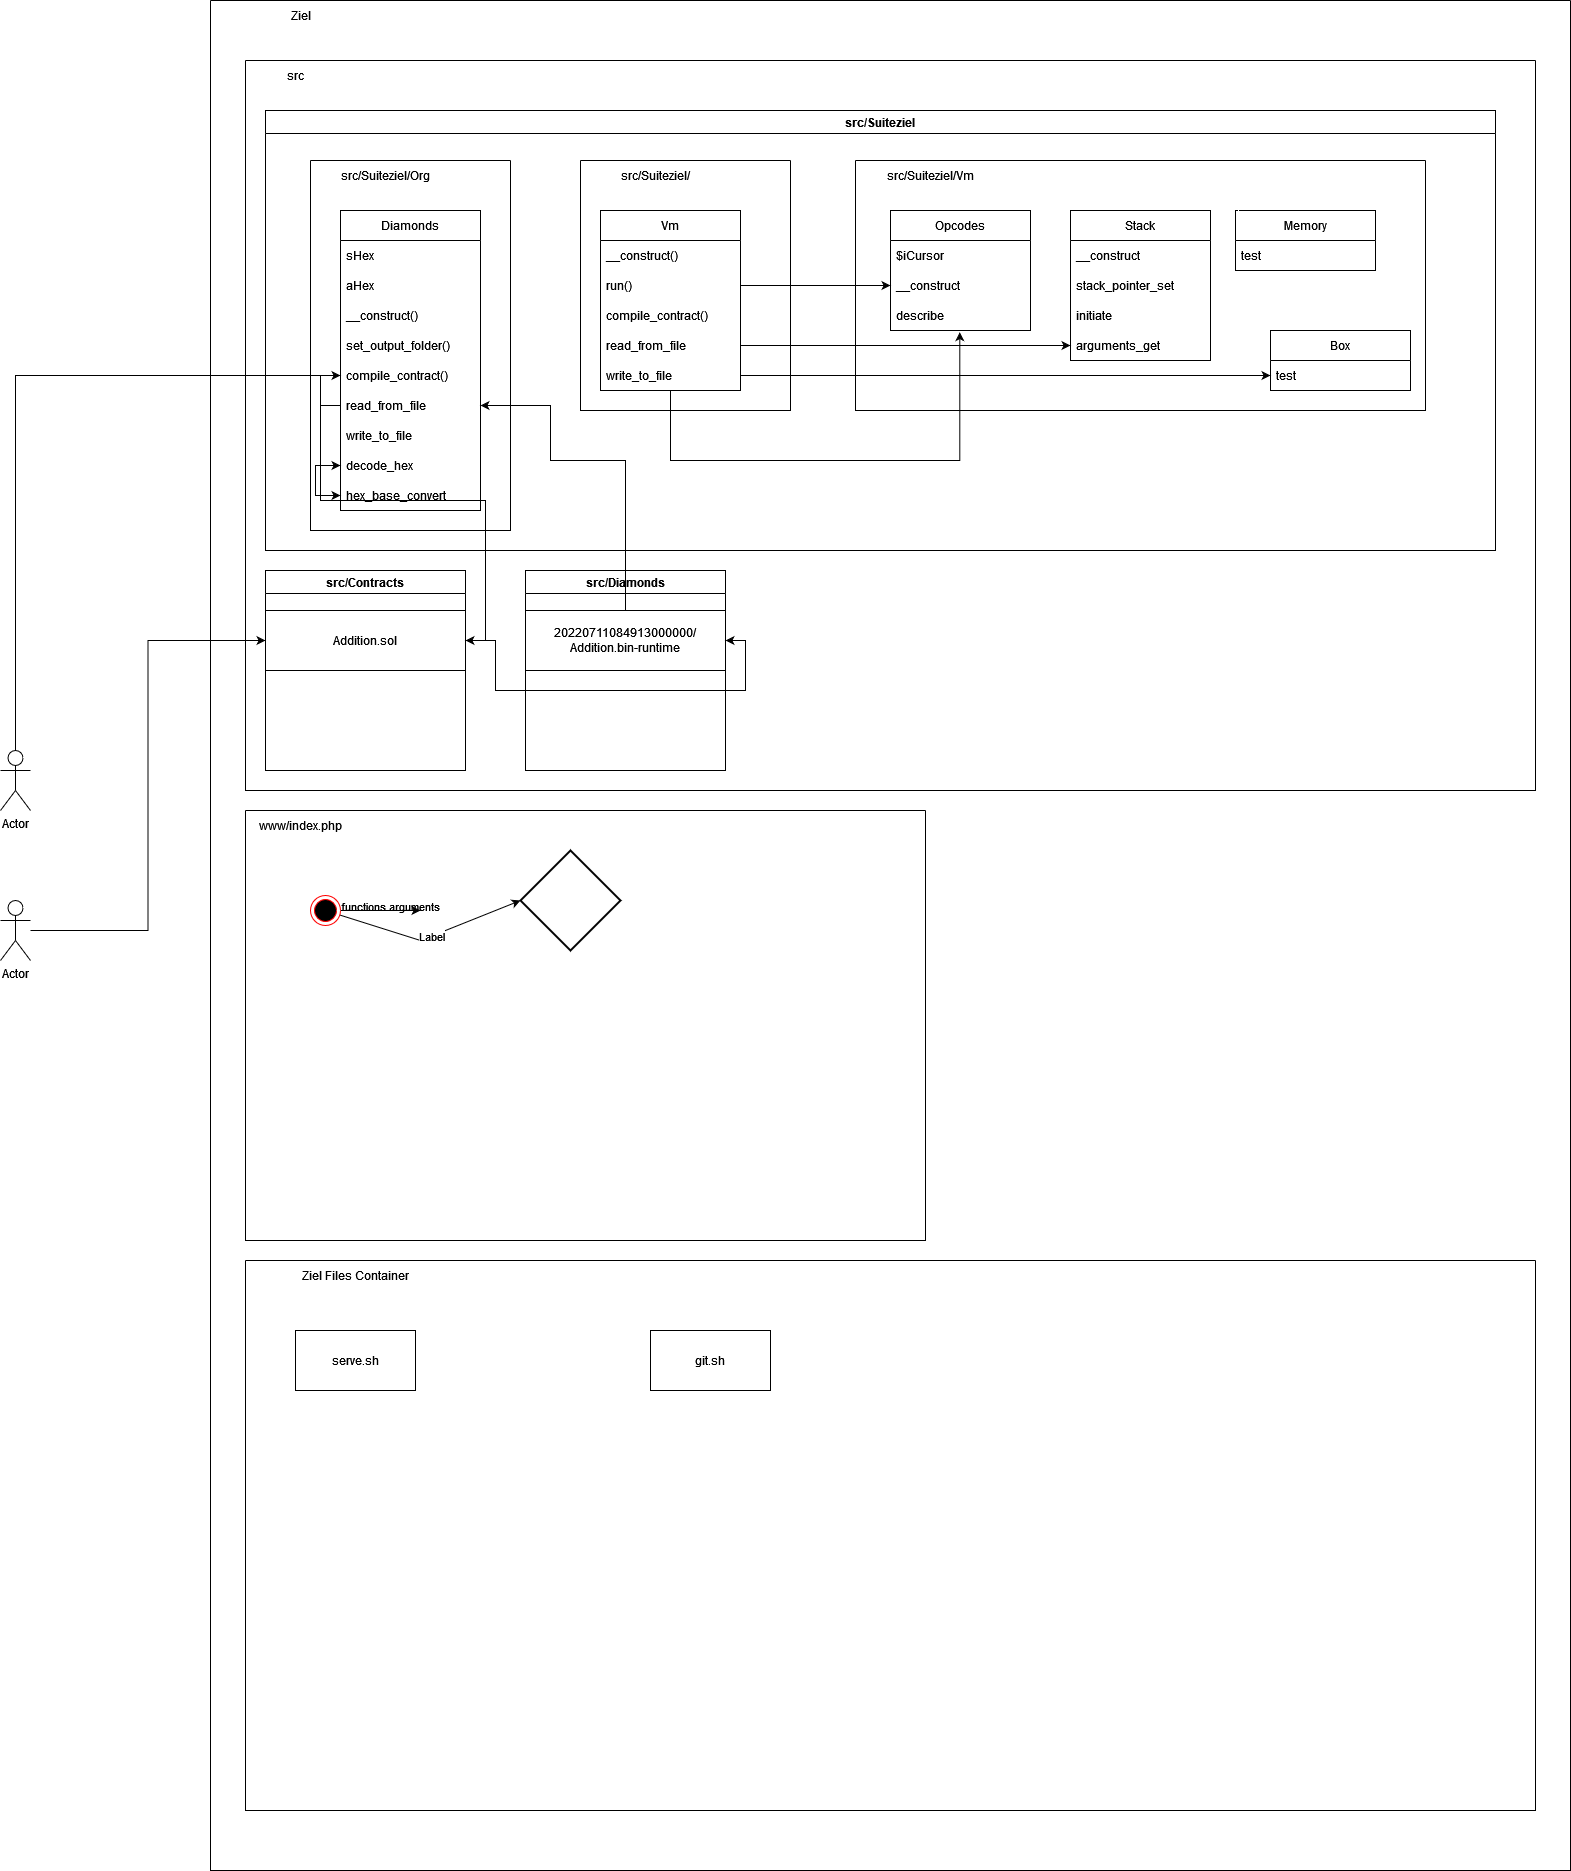 Ziel
src
src/Suiteziel
src/Suiteziel/Org
Diamonds
sHex
aHex
__construct()
set_output_folder()
compile_contract()
read_from_file
write_to_file
decode_hex
hex_base_convert
src/Suiteziel/
Vm
__construct()
run()
compile_contract()
read_from_file
write_to_file
src/Suiteziel/Vm
Opcodes
$iCursor
__construct
describe
Stack
__construct
stack_pointer_set
initiate
arguments_get
Memory
test
Box
test
src/Contracts
Addition.sol
src/Diamonds
20220711084913000000/
Addition.bin-runtime
Actor
Actor
www/index.php
functions.arguments
Label
Ziel Files Container
serve.sh
git.sh